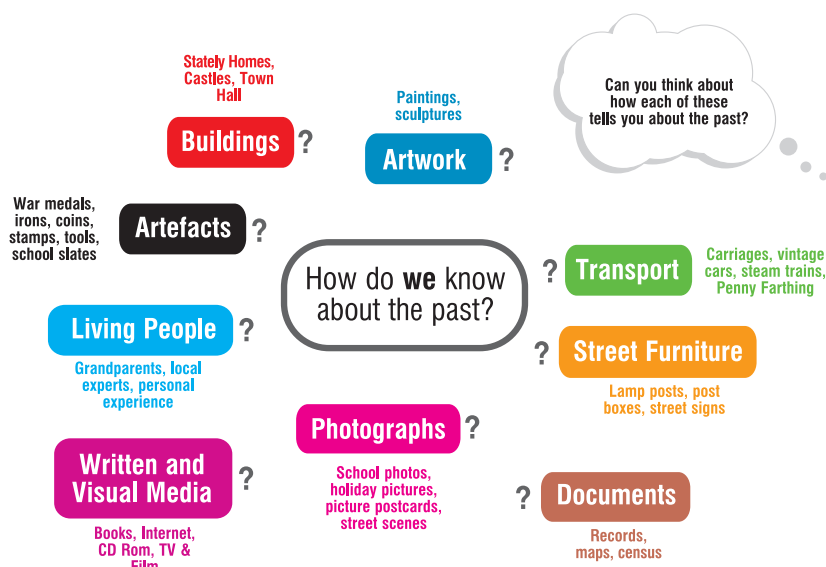 Stately Homes,
Castles, Town
Hall
Buildings ?
Paintings,
sculptures
Artwork ?
Can you think about
how each of these
tells you about the past?
War medals,
irons, coins,
stamps, tools,
school slates
Artefacts ?
How do we know
about the past?
? Transport
Carriages, vintage
cars, steam trains,
Penny Farthing
Living People ?
Grandparents, local
experts, personal
experience
? Street Furniture
Lamp posts, post
boxes, street signs
Photographs ?
School photos,
holiday pictures,
picture postcards,
street scenes
Written and
Visual Media ?
Books, Internet,
CD Rom, TV &
Film
? Documents
Records,
maps, census